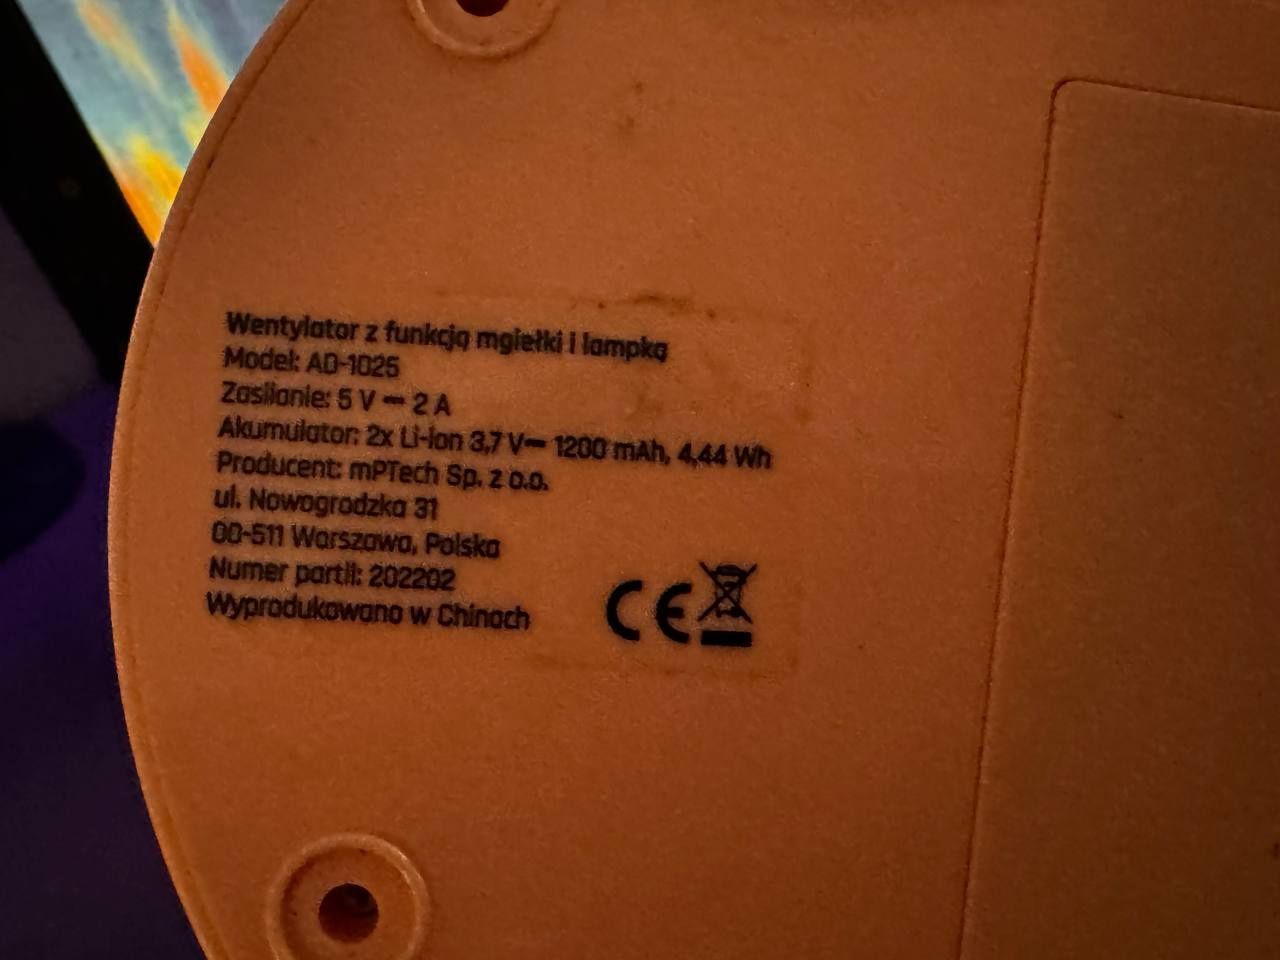 Wentylator z funkcją mgiełki i lampką
Model: AD-1025
Zasilanie: 5 V ⎓ 2 A
Akumulator: 2x Li-Ion 3,7 V⎓ 1200 mAh, 4,44 Wh
Producent: mPTech Sp. z o.o.
ul. Nowogrodzka 31
00-511 Warszawa, Polska
Numer partii: 202202
Wyprodukowano w Chinach
CE